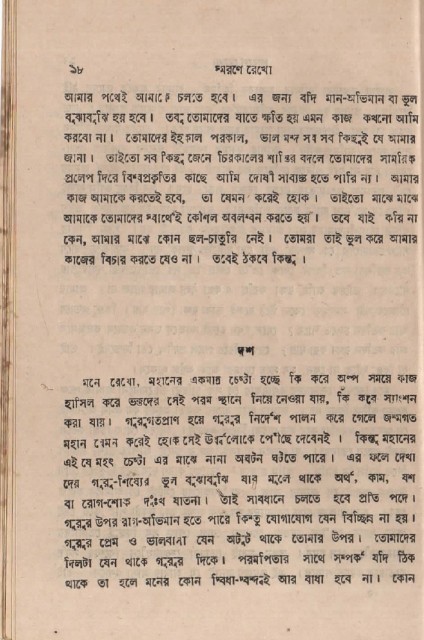 ১৮ স্মরণে রেখো
আমার পথেই আমাকে চলতে হবে। এর জন্য যদি মান-অভিমান বা ভুল
বুঝাবুঝি হয় হবে। তবু তোমাদের যাতে ক্ষতি হয় এমন কাজ কখনো আমি
করবো না। তোমাদের ইহকাল পরকাল, ভাল মন্দ সব সব কিছুই যে আমার
জানা। তাইতো সব কিছু জেনে চিরকালের শান্তির বদলে তোমাদের সাময়িক
প্রলেপ দিয়ে বিশ্বপ্রকৃতির কাছে আমি দোষী সাব্যস্ত হতে পারি না। আমার
কাজ আমাকে করতেই হবে, তা যেমন করেই হোক। তাইতো মাঝে মাঝে
আমাকে তোমাদের স্বার্থেই কৌশল অবলম্বন করতে হয়। তবে যাই করি না
কেন, আমার মাঝে কোন ছল-চাতুরি নেই। তোমরা তাই ভুল করে আমার
কাজের বিচার করতে যেও না। তবেই ঠকবে কিন্তু।
দশ
মনে রেখো, মহানের একমাত্র চেষ্টা হচ্ছে কি করে অল্প সময়ে কাজ
হাসিল করে ভক্তদের সেই পরম স্থানে নিয়ে নেওয়া যায়, কি করে স্যাংশন
করা যায়। গুরুগতপ্রাণ হয়ে গুরুর নির্দেশ পালন করে গেলে জন্মগত
মহান যেমন করেই হোক সেই উর্দ্ধলোকে পৌঁছে দেবেনই। কিন্তু মহানের
এই যে মহৎ চেষ্টা এর মাঝে নানা অঘটন ঘটতে পারে। এর ফলে দেখা
দের গুরু-শিষ্যের ভুল বুঝাবুঝি যার মূলে থাকে অর্থ, কাম, যশ
বা রোগ-শোক দুঃখ যাতনা। তাই সাবধানে চলতে হবে প্রতি পদে।
গুরুর উপর রাগ-অভিমান হতে পারে কিন্তু যোগাযোগ যেন বিচ্ছিন্ন না হয়।
গুরুর প্রেম ও ভালবাসা যেন অটুট থাকে তোমার উপর। তোমাদের
দিলটা যেন থাকে গুরুর দিকে। পরমপিতার সাথে সম্পর্ক যদি ঠিক
থাকে তা হলে মনের কোন দ্বিধা-দ্বন্দ্বই আর বাধা হবে না। কোন